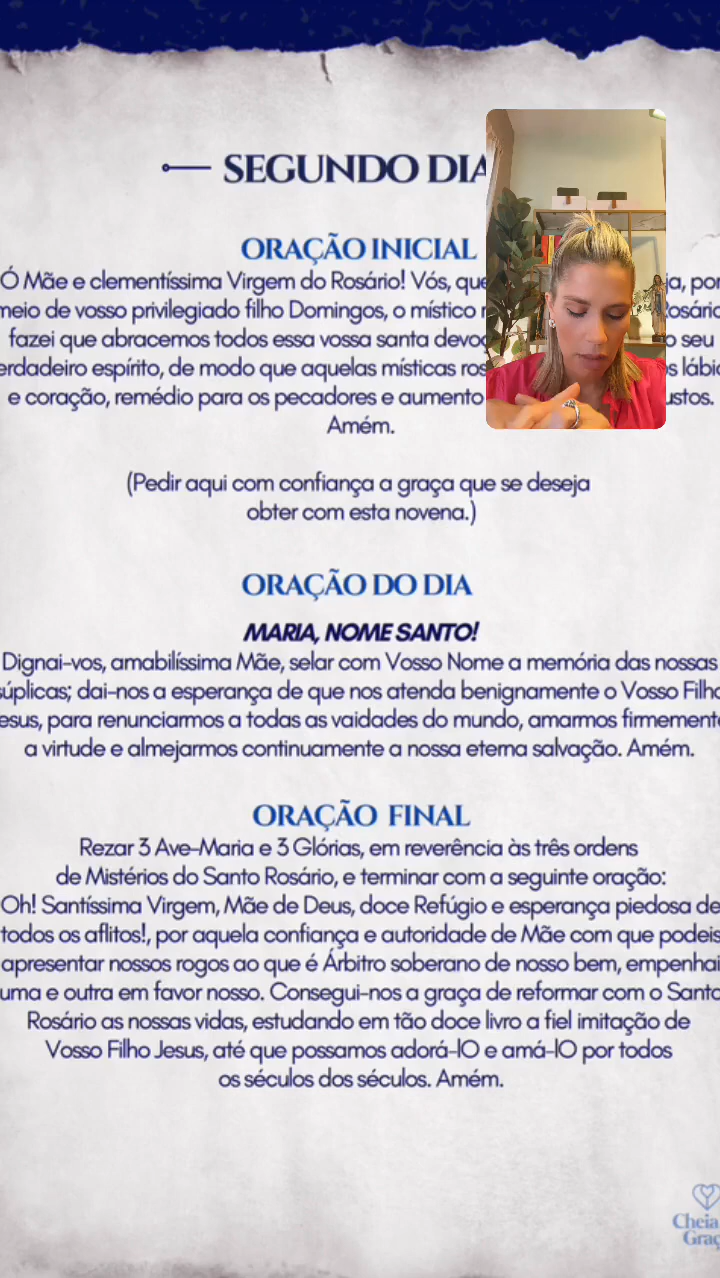 SEGUNDO DIA
ORAÇÃO INICIAL
Ó Mãe e clementíssima Virgem do Rosário! Vós, que por
meio de vosso privilegiado filho Domingos, o místico
fazei que abracemos todos essa vossa santa seu
espírito, de modo que aquelas místicas
e coração, remédio para os pecadores e aumento
Amém.
(Pedir aqui com confiança a graça que se deseja
obter com esta novena.)
ORAÇÃO DO DIA
MARIA, NOME SANTO!
Dignai-vos, amabilíssima Mãe, selar com Vosso Nome a memória das nossas
súplicas; dai-nos a esperança de que nos atenda benignamente o Vosso Filho
Jesus, para renunciarmos a todas as vaidades do mundo, amarmos firmemente
a virtude e almejarmos continuamente a nossa eterna salvação. Amém.
ORAÇÃO FINAL
Rezar 3 Ave-Maria e 3 Glórias, em reverência às três ordens
de Mistérios do Santo Rosário, e terminar com a seguinte oração:
Oh! Santíssima Virgem, Mãe de Deus, doce Refúgio e esperança piedosa de
todos os aflitos!, por aquela confiança e autoridade de Mãe com que podeis
apresentar nossos rogos ao que é Árbitro soberano de nosso bem, empenhai
uma e outra em favor nosso. Consegui-nos a graça de reformar com o Santo
Rosário as nossas vidas, estudando em tão doce livro a fiel imitação de
Vosso Filho Jesus, até que possamos adorá-lO e amá-lO por todos
os séculos dos séculos. Amém.
Cheia